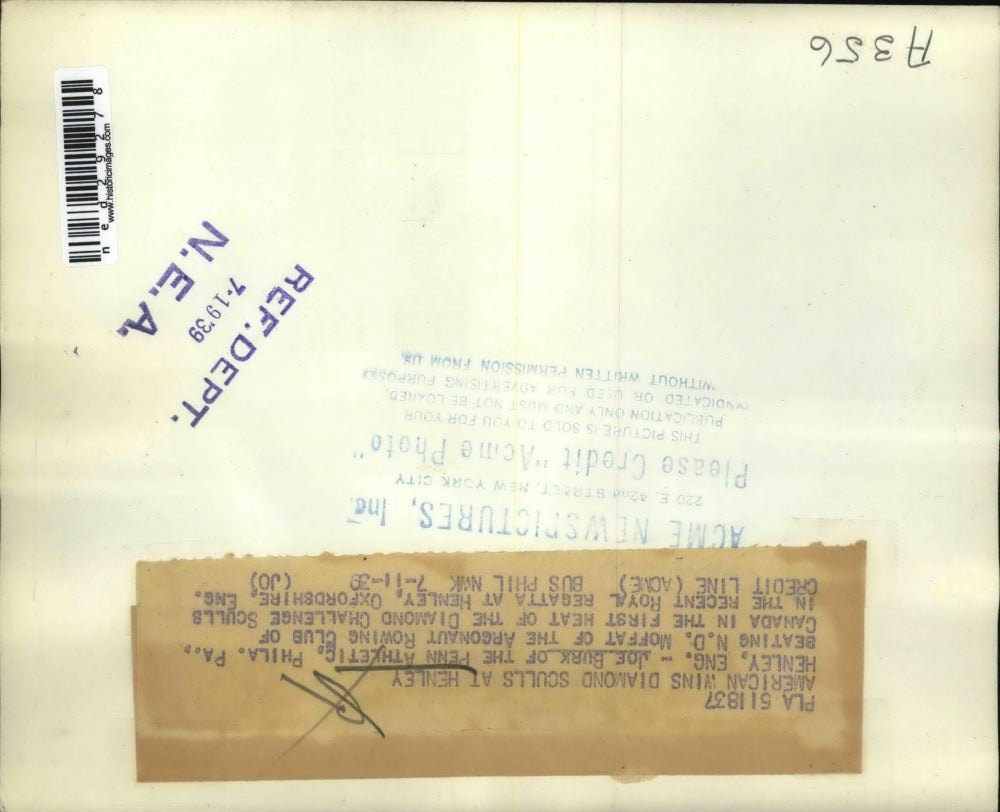 PLA 511837
AMERICAN WINS DIAMOND SCULLS AT HENLEY
HENLEY, ENG. - JOE BURK OF THE PENN ATHLETIC, PHILA. PA.,
BEATING N.D. MOFFAT OF THE ARGONAUT ROWING CLUB OF
CANADA IN THE FIRST HEAT OF THE DIAMOND CHALLENGE SCULLS
IN THE RECENT ROYAL REGATTA AT HENLEY, OXFORDSHIRE, ENG.
CREDIT LINE (ACME) BUS PHIL NWK 7-11-39 (JO)
ACME NEWSPICTURES, Inc.
220 E. 42nd STREET, NEW YORK CITY
Please Credit "Acme Photo"
THIS PICTURE IS SOLD TO YOU FOR YOUR
PUBLICATION ONLY AND MUST NOT BE LOANED,
SYNDICATED OR USED FOR ADVERTISING PURPOSES
WITHOUT WRITTEN PERMISSION FROM US.
REF. DEPT.
7-19'39
N.E.A.
www.historicimages.com
n e d 2 9 2 7 8
A356